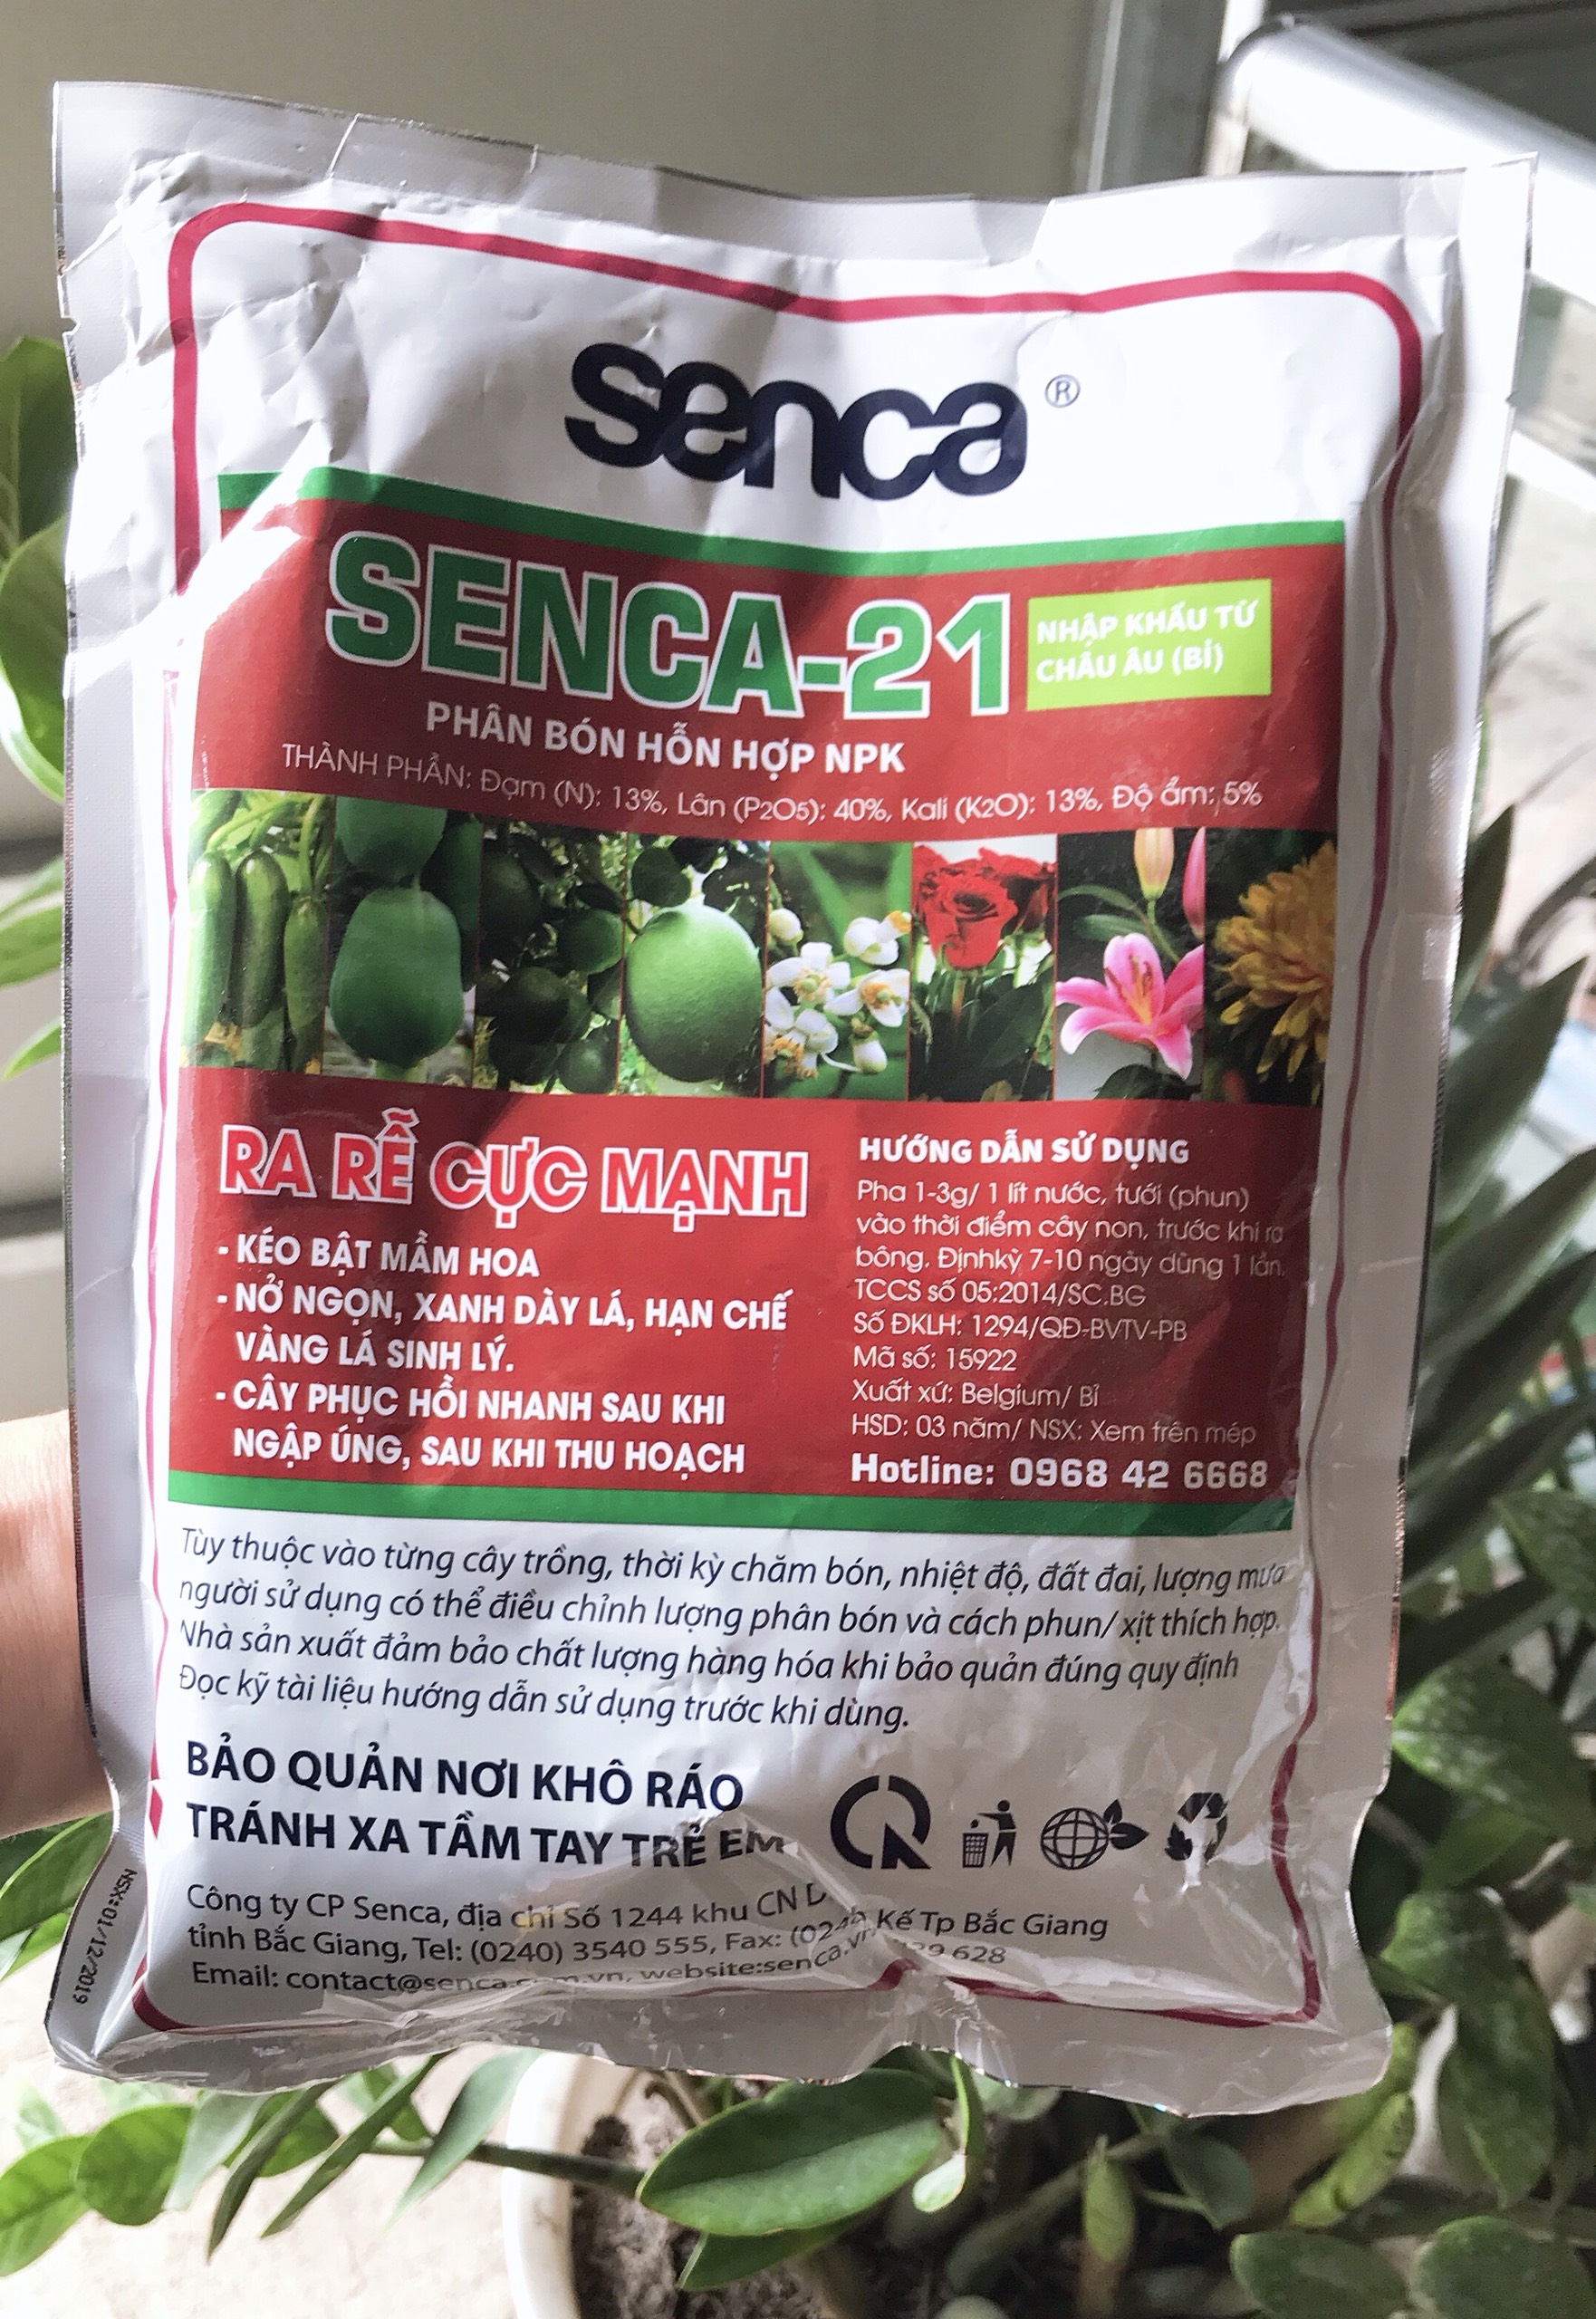 senca®
SENCA-21
NHẬP KHẨU TỪ
CHÂU ÂU (BỈ)
PHÂN BÓN HỖN HỢP NPK
THÀNH PHẦN: Đạm (N): 13%, Lân (P2O5): 40%, Kali (K2O): 13%, Độ ẩm: 5%
RA RỄ CỰC MẠNH
- KÉO BẬT MẦM HOA
- NỞ NGỌN, XANH DÀY LÁ, HẠN CHẾ
VÀNG LÁ SINH LÝ.
- CÂY PHỤC HỒI NHANH SAU KHI
NGẬP ÚNG, SAU KHI THU HOẠCH
HƯỚNG DẪN SỬ DỤNG
Pha 1-3g/ 1 lít nước, tưới (phun)
vào thời điểm cây non, trước khi ra
bông. Địnhkỳ 7-10 ngày dùng 1 lần.
TCCS số 05:2014/SC.BG
Số ĐKLH: 1294/QĐ-BVTV-PB
Mã số: 15922
Xuất xứ: Belgium/ Bỉ
HSD: 03 năm/ NSX: Xem trên mép
Hotline: 0968 42 6668
Tùy thuộc vào từng cây trồng, thời kỳ chăm bón, nhiệt độ, đất đai, lượng mưa
người sử dụng có thể điều chỉnh lượng phân bón và cách phun/ xịt thích hợp.
Nhà sản xuất đảm bảo chất lượng hàng hóa khi bảo quản đúng quy định
Đọc kỹ tài liệu hướng dẫn sử dụng trước khi dùng.
BẢO QUẢN NƠI KHÔ RÁO
TRÁNH XA TẦM TAY TRẺ EM
Công ty CP Senca, địa chỉ Số 1244 khu CN Kế Tp Bắc Giang
tỉnh Bắc Giang, Tel: (0240) 3540 555, Fax: 628
Email: website:senca.vn
NSX:01/12/2019